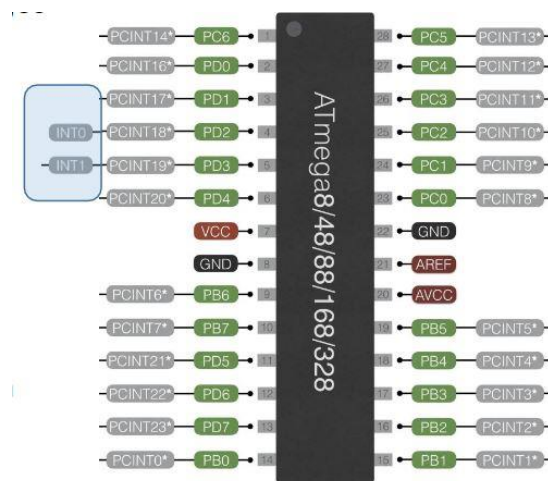 PCINT14* PC6 1 28 PC5 PCINT13*
PCINT16* PD0 2 27 PC4 PCINT12*
PCINT17* PD1 3 26 PC3 PCINT11*
INT0 PCINT18* PD2 4 25 PC2 PCINT10*
INT1 PCINT19* PD3 5 24 PC1 PCINT9*
PCINT20* PD4 6 23 PC0 PCINT8*
VCC 7 22 GND
GND 8 21 AREF
PCINT6* PB6 9 20 AVCC
PCINT7* PB7 10 19 PB5 PCINT5*
PCINT21* PD5 11 18 PB4 PCINT4*
PCINT22* PD6 12 17 PB3 PCINT3*
PCINT23* PD7 13 16 PB2 PCINT2*
PCINT0* PB0 14 15 PB1 PCINT1*
ATmega8/48/88/168/328